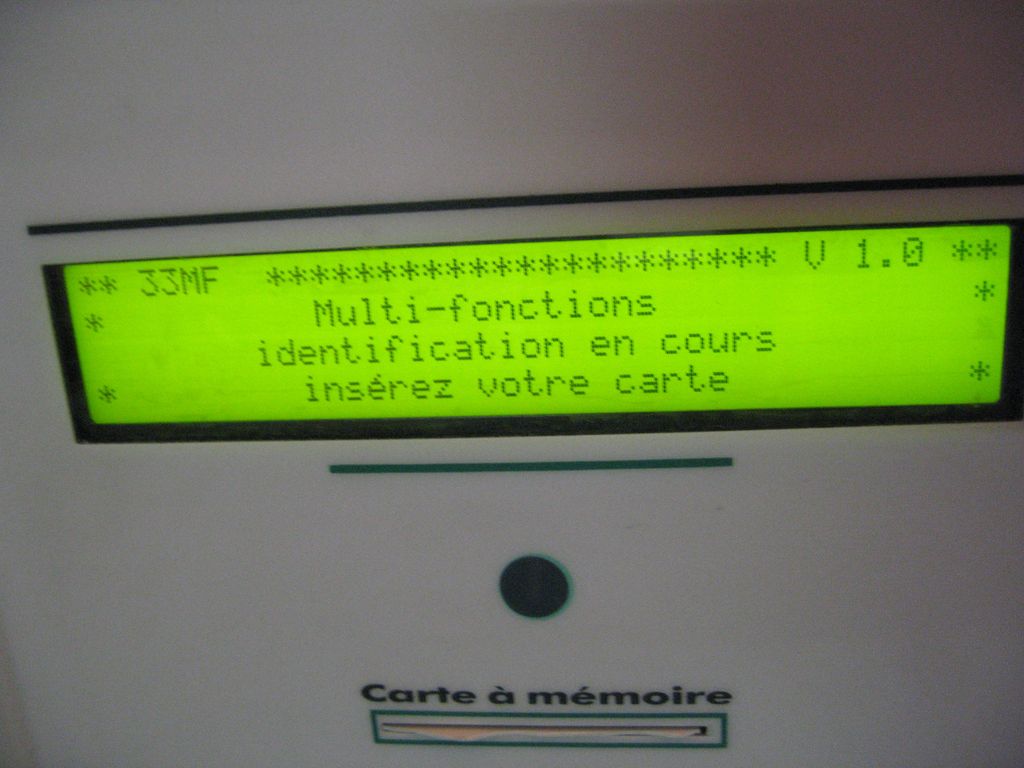 ** 33MF *********************** V 1.0 **
* Multi-fonctions *
identification en cours
* insérez votre carte *
Carte à mémoire